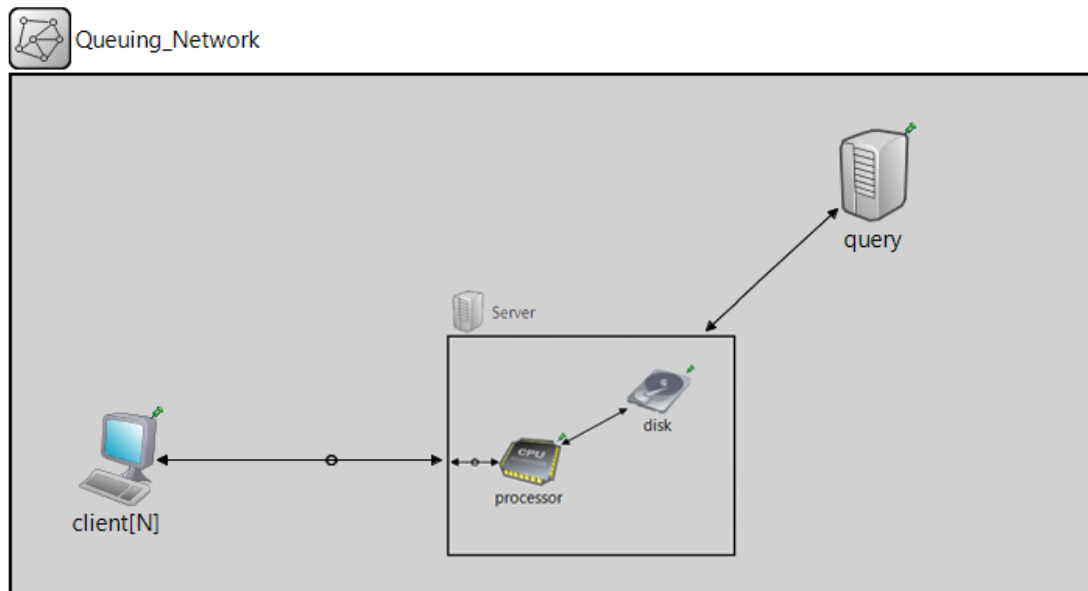 Queuing_Network
query
Server
disk
CPU
processor
client[N]